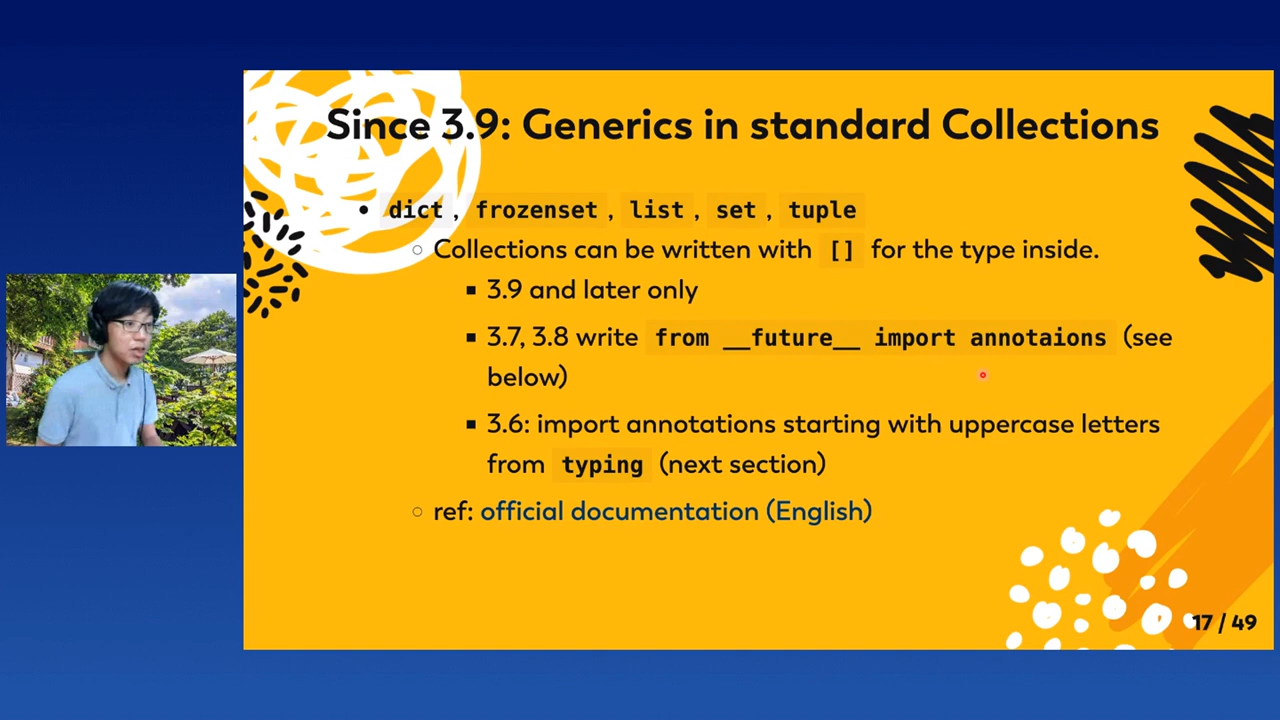 Since 3.9: Generics in standard Collections
• dict, frozenset, list, set, tuple
○ Collections can be written with [] for the type inside.
▪ 3.9 and later only
▪ 3.7, 3.8 write from __future__ import annotaions (see
below)
▪ 3.6: import annotations starting with uppercase letters
from typing (next section)
○ ref: official documentation (English)
17 / 49